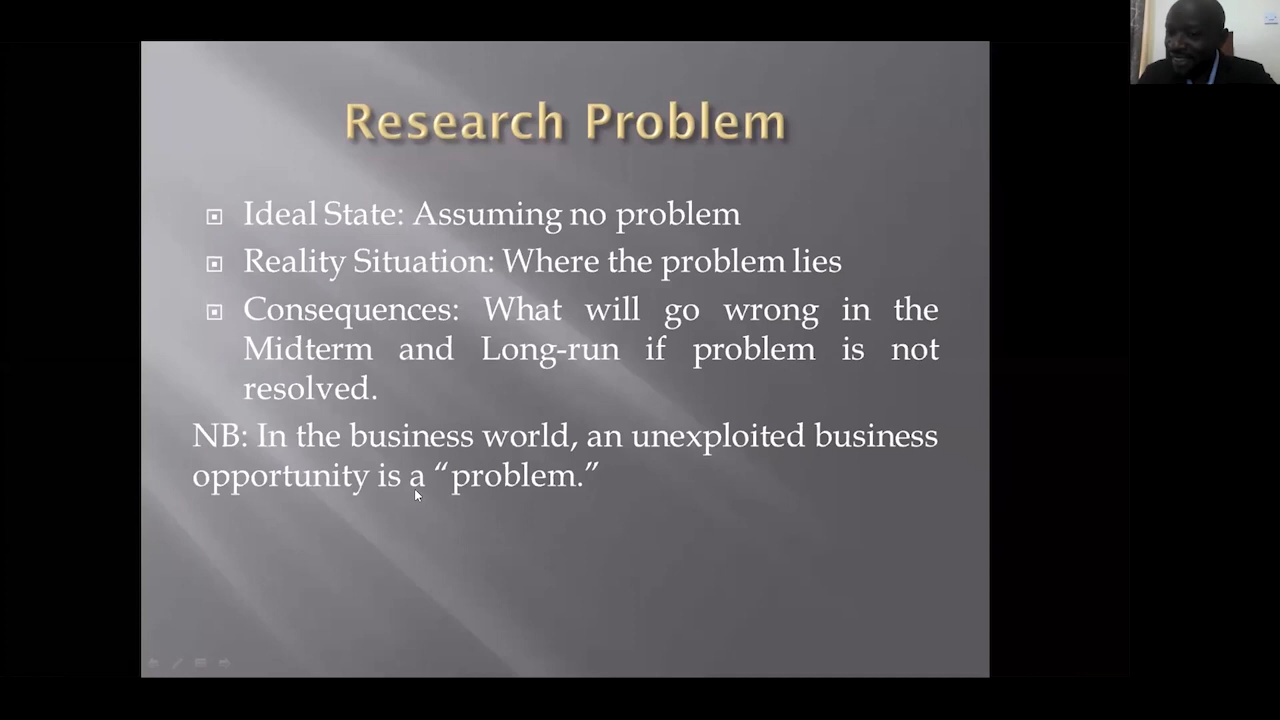 Research Problem
Ideal State: Assuming no problem
Reality Situation: Where the problem lies
Consequences: What will go wrong in the
Midterm and Long-run if problem is not
resolved.
NB: In the business world, an unexploited business
opportunity is a “problem.”